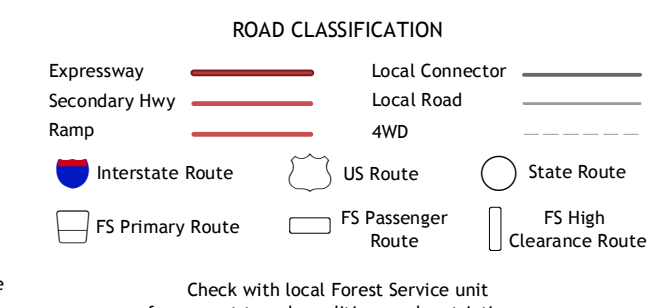 ROAD CLASSIFICATION
Expressway
Local Connector
Secondary Hwy
Local Road
Ramp
4WD
Interstate Route
US Route
State Route
FS Primary Route
FS Passenger
Route
FS High
Clearance Route
Check with local Forest Service unit